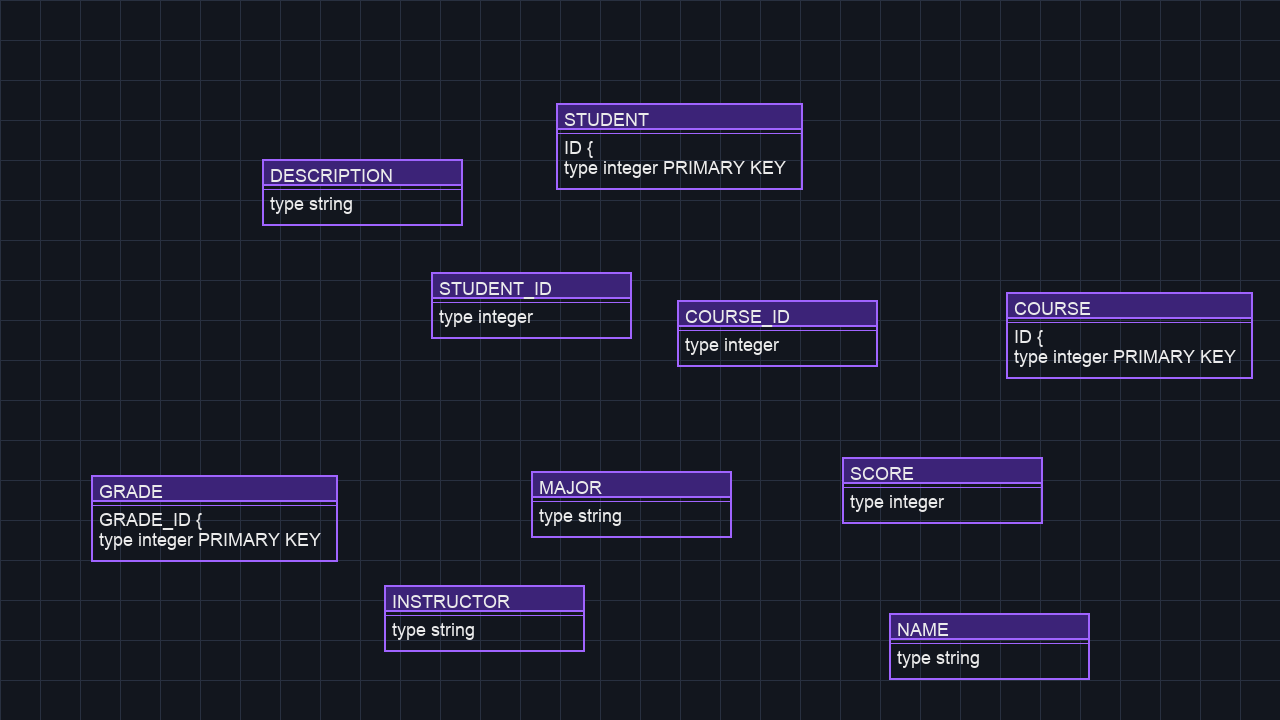 STUDENT
ID {
type integer PRIMARY KEY
DESCRIPTION
type string
STUDENT_ID
type integer
COURSE_ID
type integer
COURSE
ID {
type integer PRIMARY KEY
GRADE
GRADE_ID {
type integer PRIMARY KEY
MAJOR
type string
SCORE
type integer
INSTRUCTOR
type string
NAME
type string